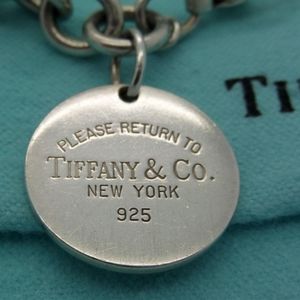 PLEASE RETURN TO
TIFFANY & CO.
NEW YORK
925